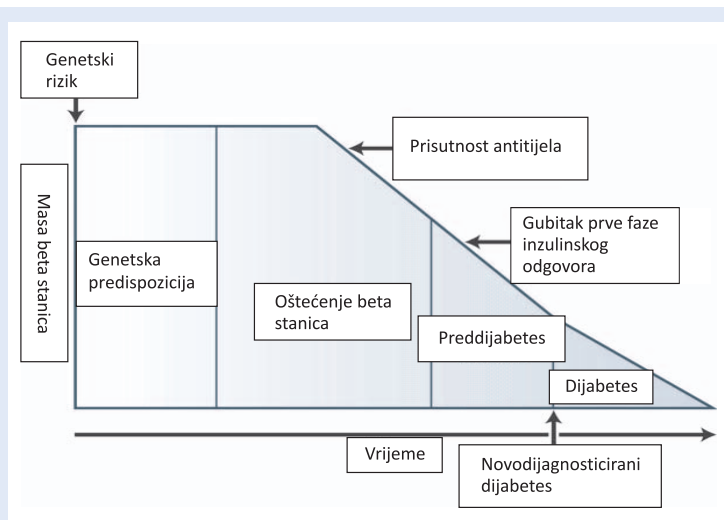 Genetski
rizik
Prisutnost antitijela
Masa beta stanica
Gubitak prve faze
inzulinskog
odgovora
Genetska
predispozicija
Oštećenje beta
stanica
Preddijabetes
Dijabetes
Vrijeme
Novodijagnosticirani
dijabetes